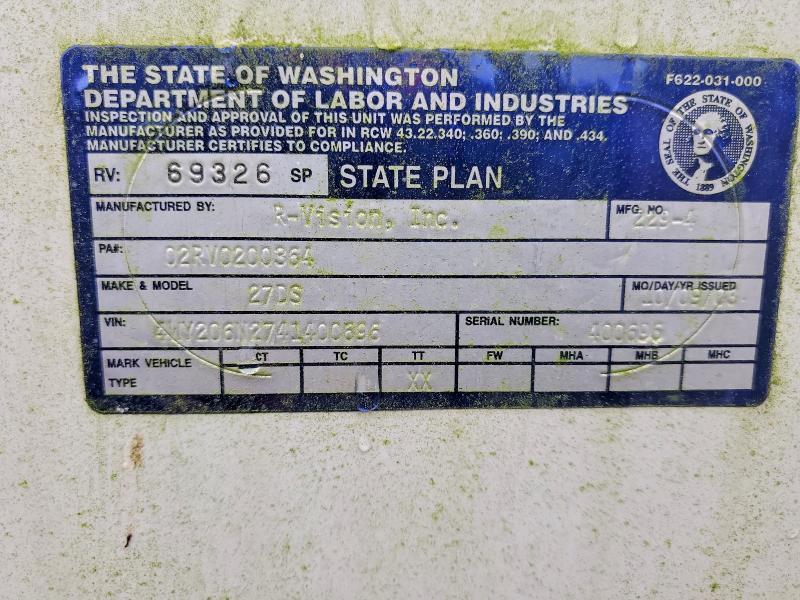 THE STATE OF WASHINGTON
F622-031-000
DEPARTMENT OF LABOR AND INDUSTRIES
INSPECTION AND APPROVAL OF THIS UNIT WAS PERFORMED BY THE
MANUFACTURER AS PROVIDED FOR IN RCW 43.22.340; .360; .390; AND .434.
MANUFACTURER CERTIFIES TO COMPLIANCE.
THE SEAL OF THE STATE OF WASHINGTON
1889
RV: 69326 SP STATE PLAN
MANUFACTURED BY: R-Vision, Inc. MFG. NO. 229-4
PA#: 02RV0200364
MAKE & MODEL 27DS MO/DAY/YR ISSUED
VIN: SERIAL NUMBER: 400696
MARK VEHICLE TYPE CT TC TT FW MHA MHB MHC
XX